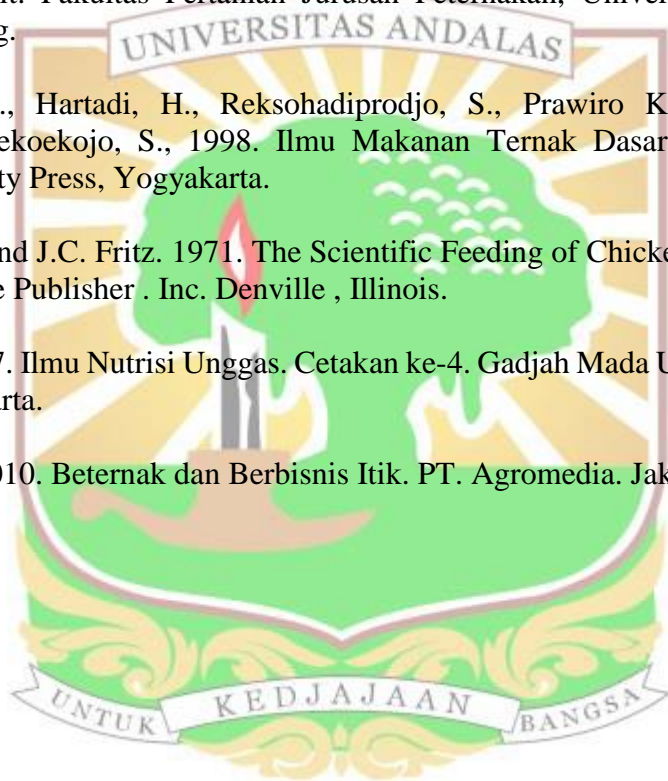 Fakultas Pertanian Jurusan Peternakan, Univer
g.
UNIVERSITAS ANDALAS
., Hartadi, H., Reksohadiprodjo, S., Prawiro K
ekoekojo, S., 1998. Ilmu Makanan Ternak Dasar
ty Press, Yogyakarta.
nd J.C. Fritz. 1971. The Scientific Feeding of Chicke
e Publisher . Inc. Denville , Illinois.
7. Ilmu Nutrisi Unggas. Cetakan ke-4. Gadjah Mada U
arta.
010. Beternak dan Berbisnis Itik. PT. Agromedia. Jak
UNTUK KEDJAJAAN BANGSA